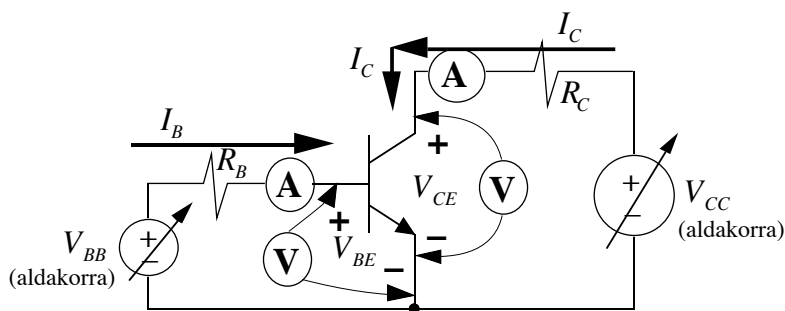 I_C
I_C
A
R_C
I_B
R_B
A
+
V_CE
V
+
−
V_CC
(aldakorra)
+
−
V_BB
(aldakorra)
V
+
V_BE
−
−